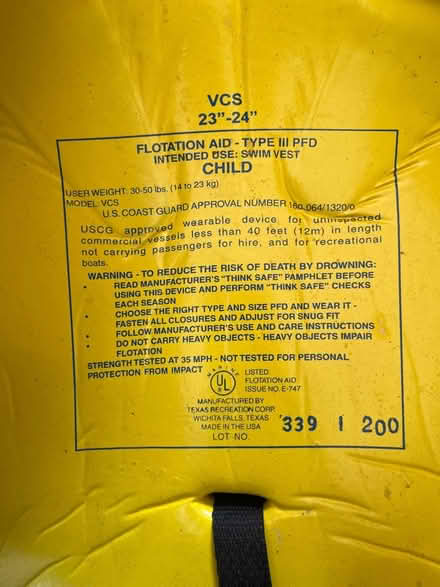 VCS
23"-24"
FLOTATION AID - TYPE III PFD
INTENDED USE: SWIM VEST
CHILD
USER WEIGHT: 30-50 lbs. (14 to 23 kg)
MODEL: VCS
U.S. COAST GUARD APPROVAL NUMBER 160.064/1320/0
USCG approved wearable device for uninspected
commercial vessels less than 40 feet (12m) in length
not carrying passengers for hire, and for recreational
boats.
WARNING - TO REDUCE THE RISK OF DEATH BY DROWNING:
• READ MANUFACTURER'S "THINK SAFE" PAMPHLET BEFORE
USING THIS DEVICE AND PERFORM "THINK SAFE" CHECKS
EACH SEASON
• CHOOSE THE RIGHT TYPE AND SIZE PFD AND WEAR IT -
FASTEN ALL CLOSURES AND ADJUST FOR SNUG FIT
• FOLLOW MANUFACTURER'S USE AND CARE INSTRUCTIONS
• DO NOT CARRY HEAVY OBJECTS - HEAVY OBJECTS IMPAIR
FLOTATION
STRENGTH TESTED AT 35 MPH - NOT TESTED FOR PERSONAL
PROTECTION FROM IMPACT
MARINE
UL
LISTED
FLOTATION AID
ISSUE NO. E-747
MANUFACTURED BY
TEXAS RECREATION CORP.
WICHITA FALLS, TEXAS
MADE IN THE USA
LOT NO. 339 1 200